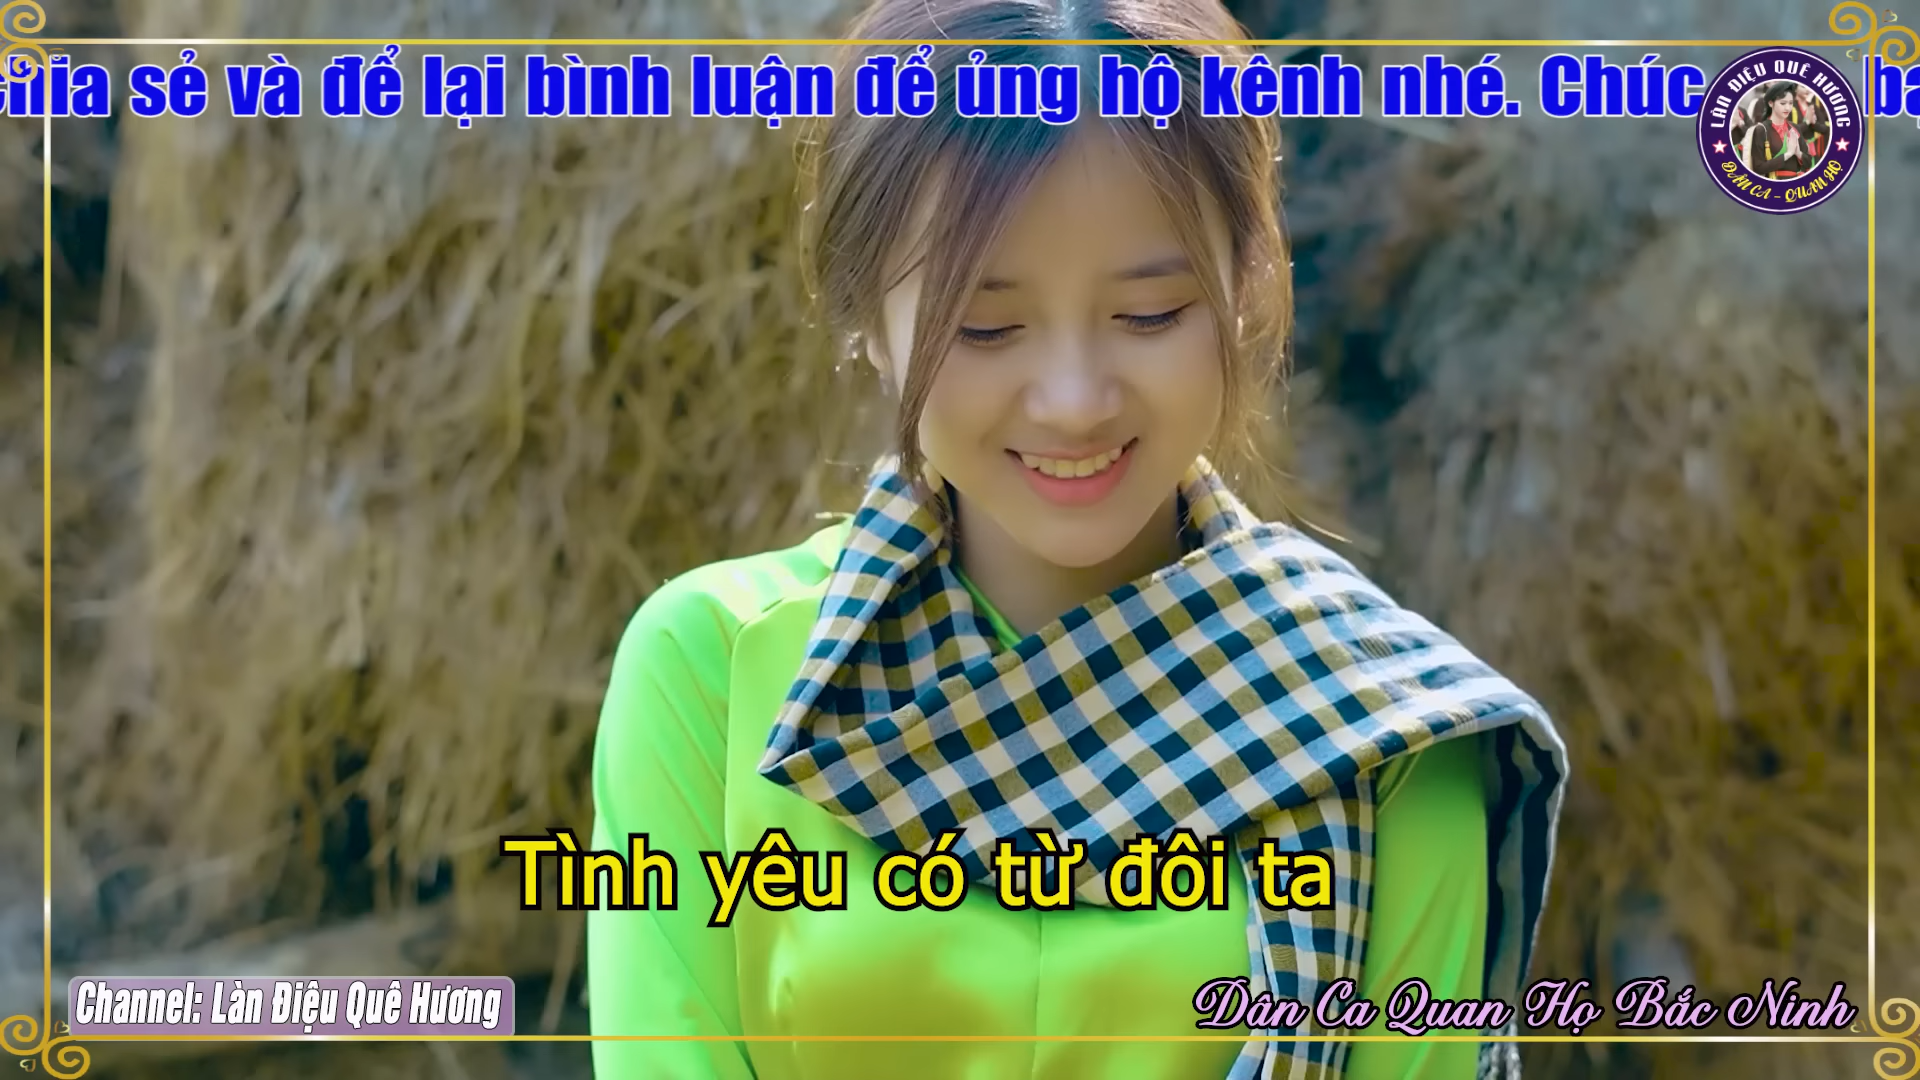 chia sẻ và để lại bình luận để ủng hộ kênh nhé. Chúc
LÀN ĐIỆU QUÊ HƯƠNG
DÂN CA - QUAN HỌ
Tình yêu có từ đôi ta
Channel: Làn Điệu Quê Hương
Dân Ca Quan Họ Bắc Ninh